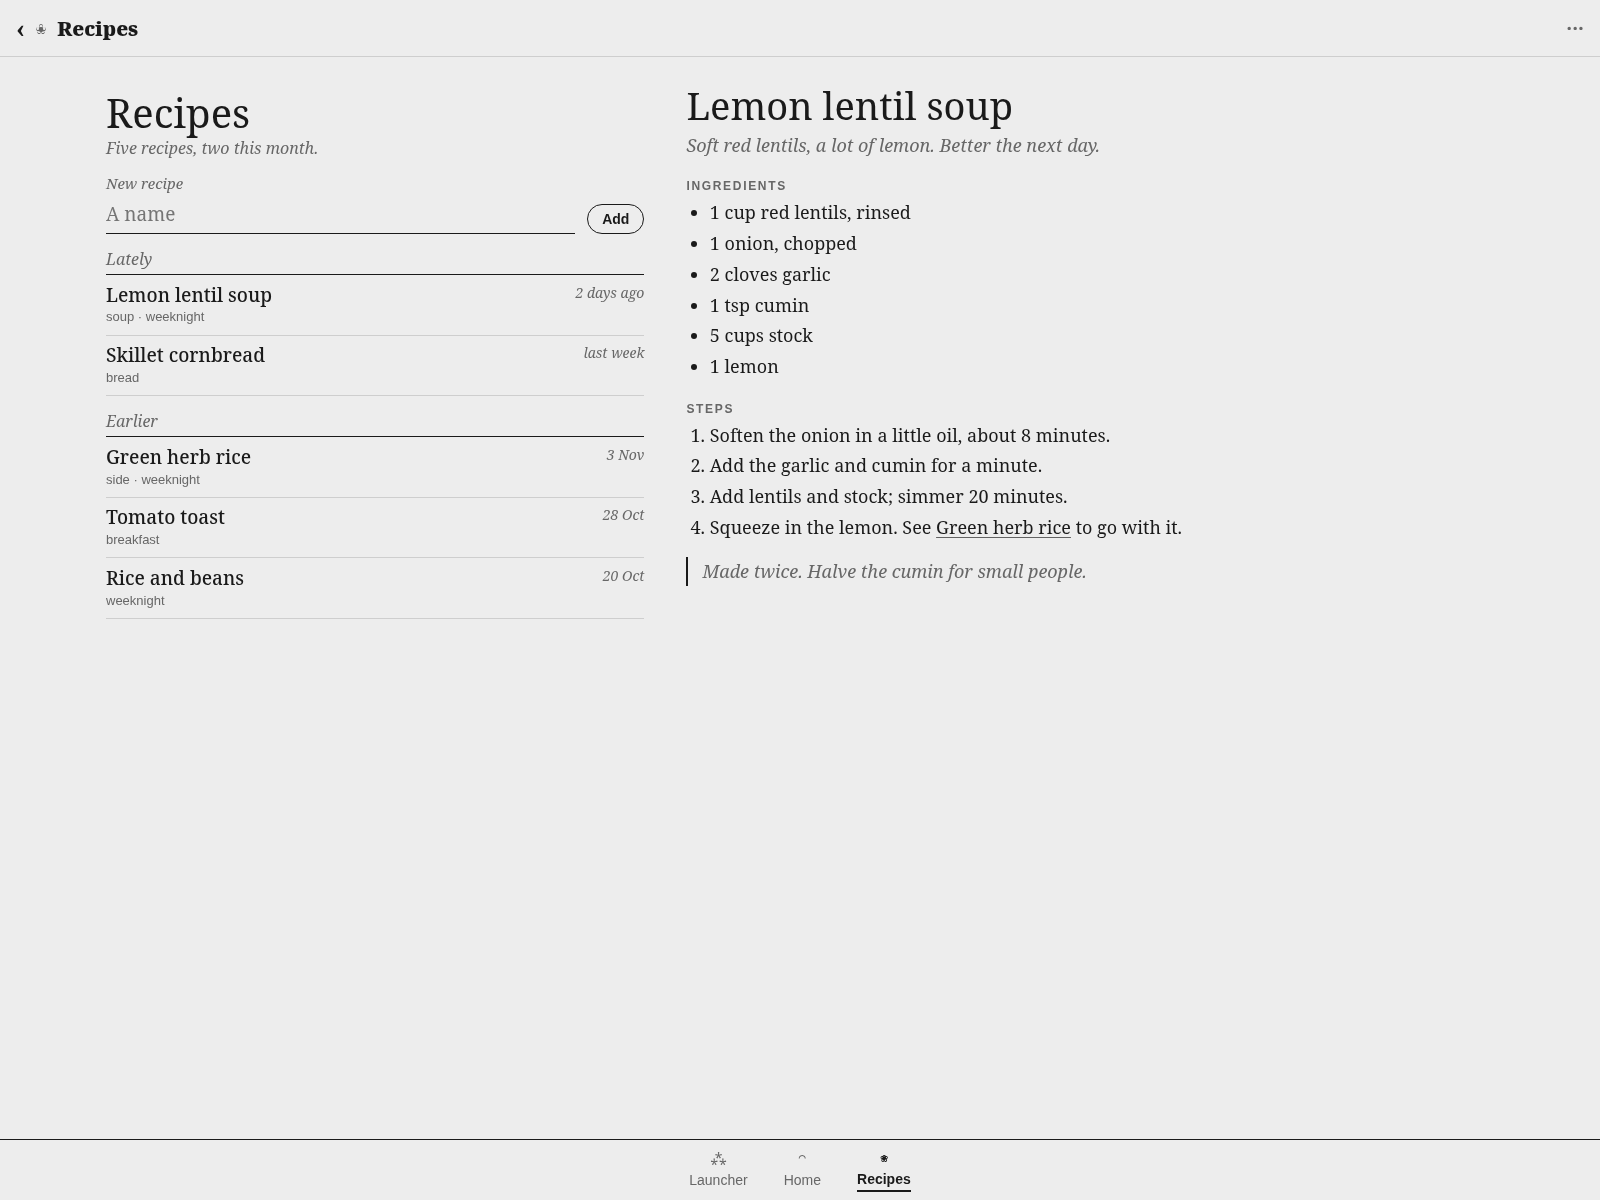 ‹ Recipes ...
Recipes
Five recipes, two this month.
New recipe
A name
Add
Lately
Lemon lentil soup 2 days ago
soup · weeknight
Skillet cornbread last week
bread
Earlier
Green herb rice 3 Nov
side · weeknight
Tomato toast 28 Oct
breakfast
Rice and beans 20 Oct
weeknight
Lemon lentil soup
Soft red lentils, a lot of lemon. Better the next day.
INGREDIENTS
• 1 cup red lentils, rinsed
• 1 onion, chopped
• 2 cloves garlic
• 1 tsp cumin
• 5 cups stock
• 1 lemon
STEPS
1. Soften the onion in a little oil, about 8 minutes.
2. Add the garlic and cumin for a minute.
3. Add lentils and stock; simmer 20 minutes.
4. Squeeze in the lemon. See Green herb rice to go with it.
Made twice. Halve the cumin for small people.
Launcher Home Recipes